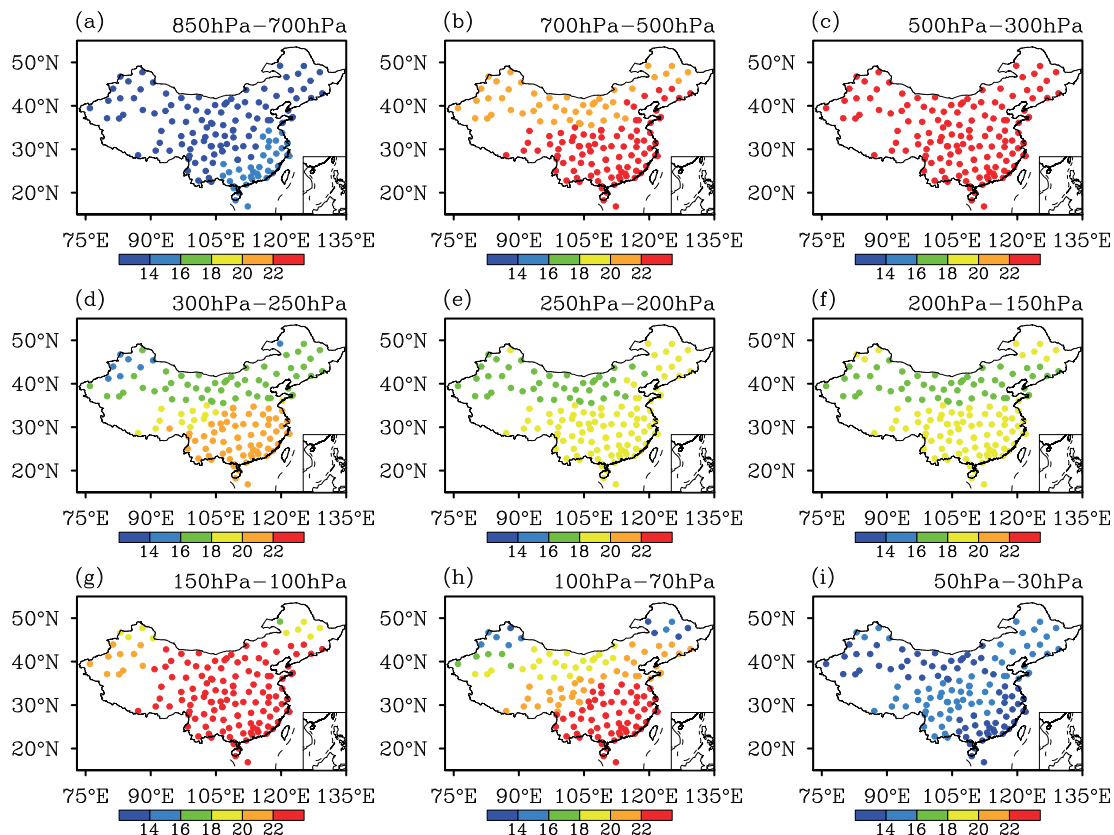 (a) 850hPa−700hPa (b) 700hPa−500hPa (c) 500hPa−300hPa
50°N 50°N 50°N
40°N 40°N 40°N
30°N 30°N 30°N
20°N 20°N 20°N
75°E 90°E 105°E 120°E 135°E 75°E 90°E 105°E 120°E 135°E 75°E 90°E 105°E 120°E 135°E
14 16 18 20 22 14 16 18 20 22 14 16 18 20 22
(d) 300hPa−250hPa (e) 250hPa−200hPa (f) 200hPa−150hPa
50°N 50°N 50°N
40°N 40°N 40°N
30°N 30°N 30°N
20°N 20°N 20°N
75°E 90°E 105°E 120°E 135°E 75°E 90°E 105°E 120°E 135°E 75°E 90°E 105°E 120°E 135°E
14 16 18 20 22 14 16 18 20 22 14 16 18 20 22
(g) 150hPa−100hPa (h) 100hPa−70hPa (i) 50hPa−30hPa
50°N 50°N 50°N
40°N 40°N 40°N
30°N 30°N 30°N
20°N 20°N 20°N
75°E 90°E 105°E 120°E 135°E 75°E 90°E 105°E 120°E 135°E 75°E 90°E 105°E 120°E 135°E
14 16 18 20 22 14 16 18 20 22 14 16 18 20 22